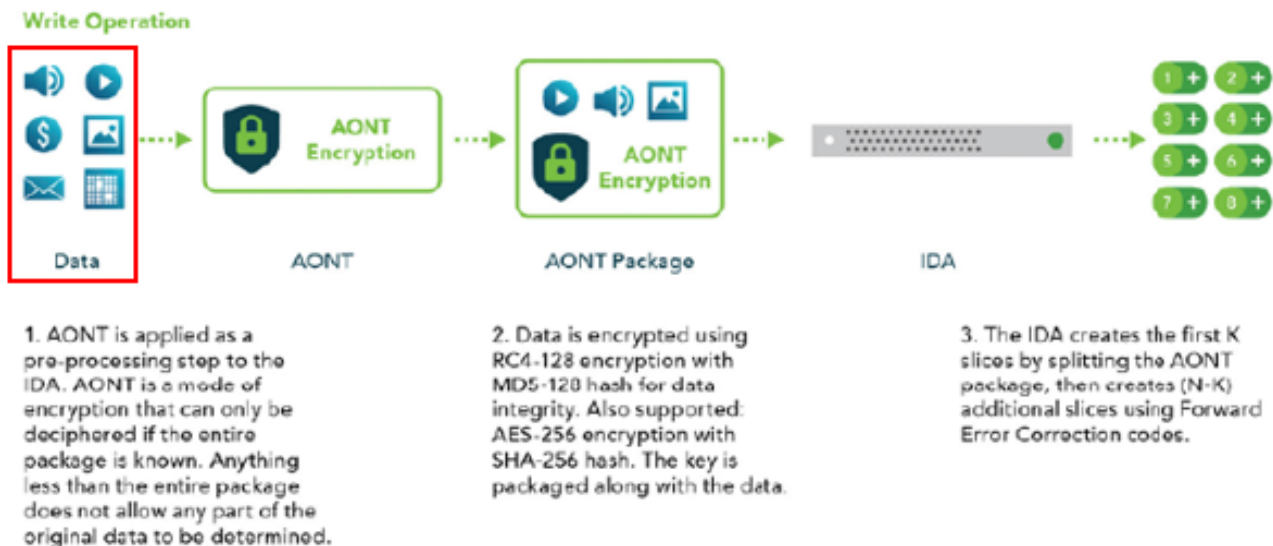 Write Operation
AONT
Encryption
AONT
Encryption
1 +
2 +
3 +
4 +
5 +
6 +
7 +
8 +
Data
AONT
AONT Package
IDA
1. AONT is applied as a
pre-processing step to the
IDA. AONT is a mode of
encryption that can only be
deciphered if the entire
package is known. Anything
less than the entire package
does not allow any part of the
original data to be determined.
2. Data is encrypted using
RC4-128 encryption with
MD5-128 hash for data
integrity. Also supported:
AES-256 encryption with
SHA-256 hash. The key is
packaged along with the data.
3. The IDA creates the first K
slices by splitting the AONT
package, then creates (N-K)
additional slices using Forward
Error Correction codes.